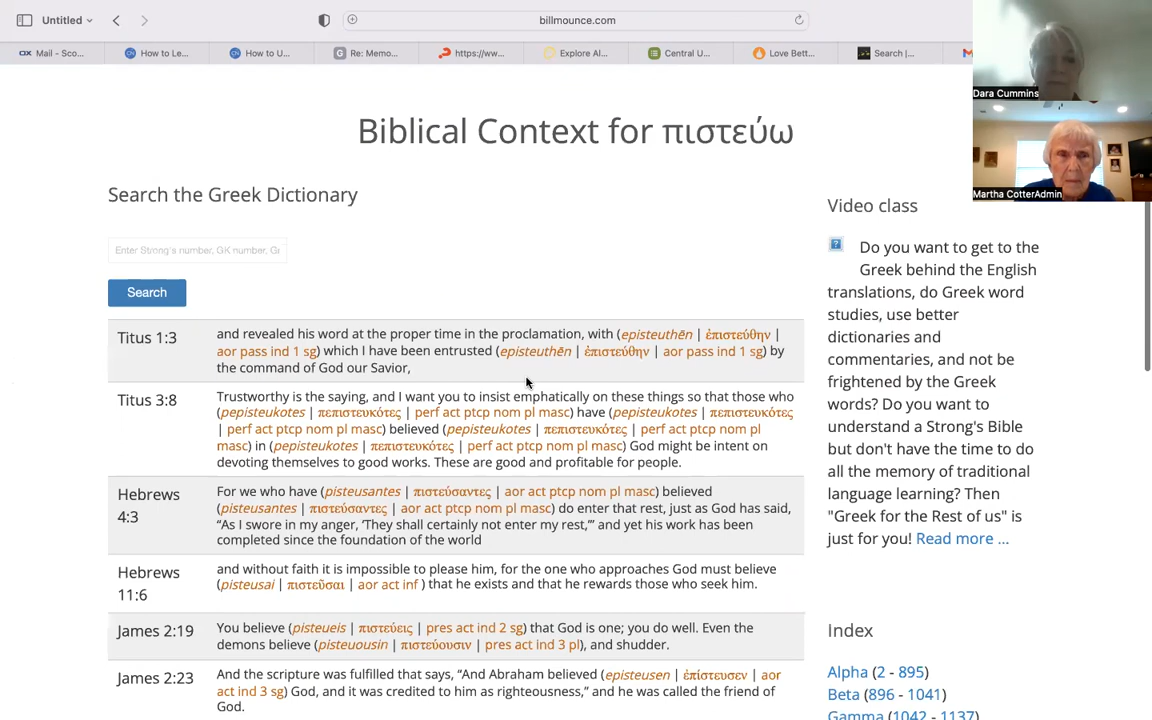 Untitled
billmounce.com
Mail - Sco...
How to Le...
How to U...
Re: Memo...
https://ww...
Explore Al...
Central U...
Love Bett...
Search |...
Dara Cummins
Martha CotterAdmin
Biblical Context for πιστεύω
Search the Greek Dictionary
Enter Strong's number, GK number, Gr
Search
Titus 1:3
and revealed his word at the proper time in the proclamation, with (episteuthēn | ἐπιστεύθην |
aor pass ind 1 sg) which I have been entrusted (episteuthēn | ἐπιστεύθην | aor pass ind 1 sg) by
the command of God our Savior,
Titus 3:8
Trustworthy is the saying, and I want you to insist emphatically on these things so that those who
(pepisteukotes | πεπιστευκότες | perf act ptcp nom pl masc) have (pepisteukotes | πεπιστευκότες
| perf act ptcp nom pl masc) believed (pepisteukotes | πεπιστευκότες | perf act ptcp nom pl
masc) in (pepisteukotes | πεπιστευκότες | perf act ptcp nom pl masc) God might be intent on
devoting themselves to good works. These are good and profitable for people.
Hebrews
4:3
For we who have (pisteusantes | πιστεύσαντες | aor act ptcp nom pl masc) believed
(pisteusantes | πιστεύσαντες | aor act ptcp nom pl masc) do enter that rest, just as God has said,
“As I swore in my anger, ‘They shall certainly not enter my rest,’” and yet his work has been
completed since the foundation of the world
Hebrews
11:6
and without faith it is impossible to please him, for the one who approaches God must believe
(pisteusai | πιστεῦσαι | aor act inf ) that he exists and that he rewards those who seek him.
James 2:19
You believe (pisteueis | πιστεύεις | pres act ind 2 sg) that God is one; you do well. Even the
demons believe (pisteuousin | πιστεύουσιν | pres act ind 3 pl), and shudder.
James 2:23
And the scripture was fulfilled that says, “And Abraham believed (episteusen | ἐπίστευσεν | aor
act ind 3 sg) God, and it was credited to him as righteousness,” and he was called the friend of
God.
Video class
Do you want to get to the
Greek behind the English
translations, do Greek word
studies, use better
dictionaries and
commentaries, and not be
frightened by the Greek
words? Do you want to
understand a Strong's Bible
but don't have the time to do
all the memory of traditional
language learning? Then
"Greek for the Rest of us" is
just for you! Read more ...
Index
Alpha (2 - 895)
Beta (896 - 1041)
Gamma (1042 - 1137)